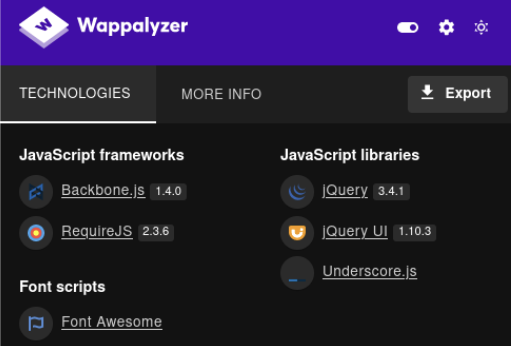 Wappalyzer
TECHNOLOGIES
MORE INFO
Export
JavaScript frameworks
Backbone.js 1.4.0
RequireJS 2.3.6
Font scripts
Font Awesome
JavaScript libraries
jQuery 3.4.1
jQuery UI 1.10.3
Underscore.js